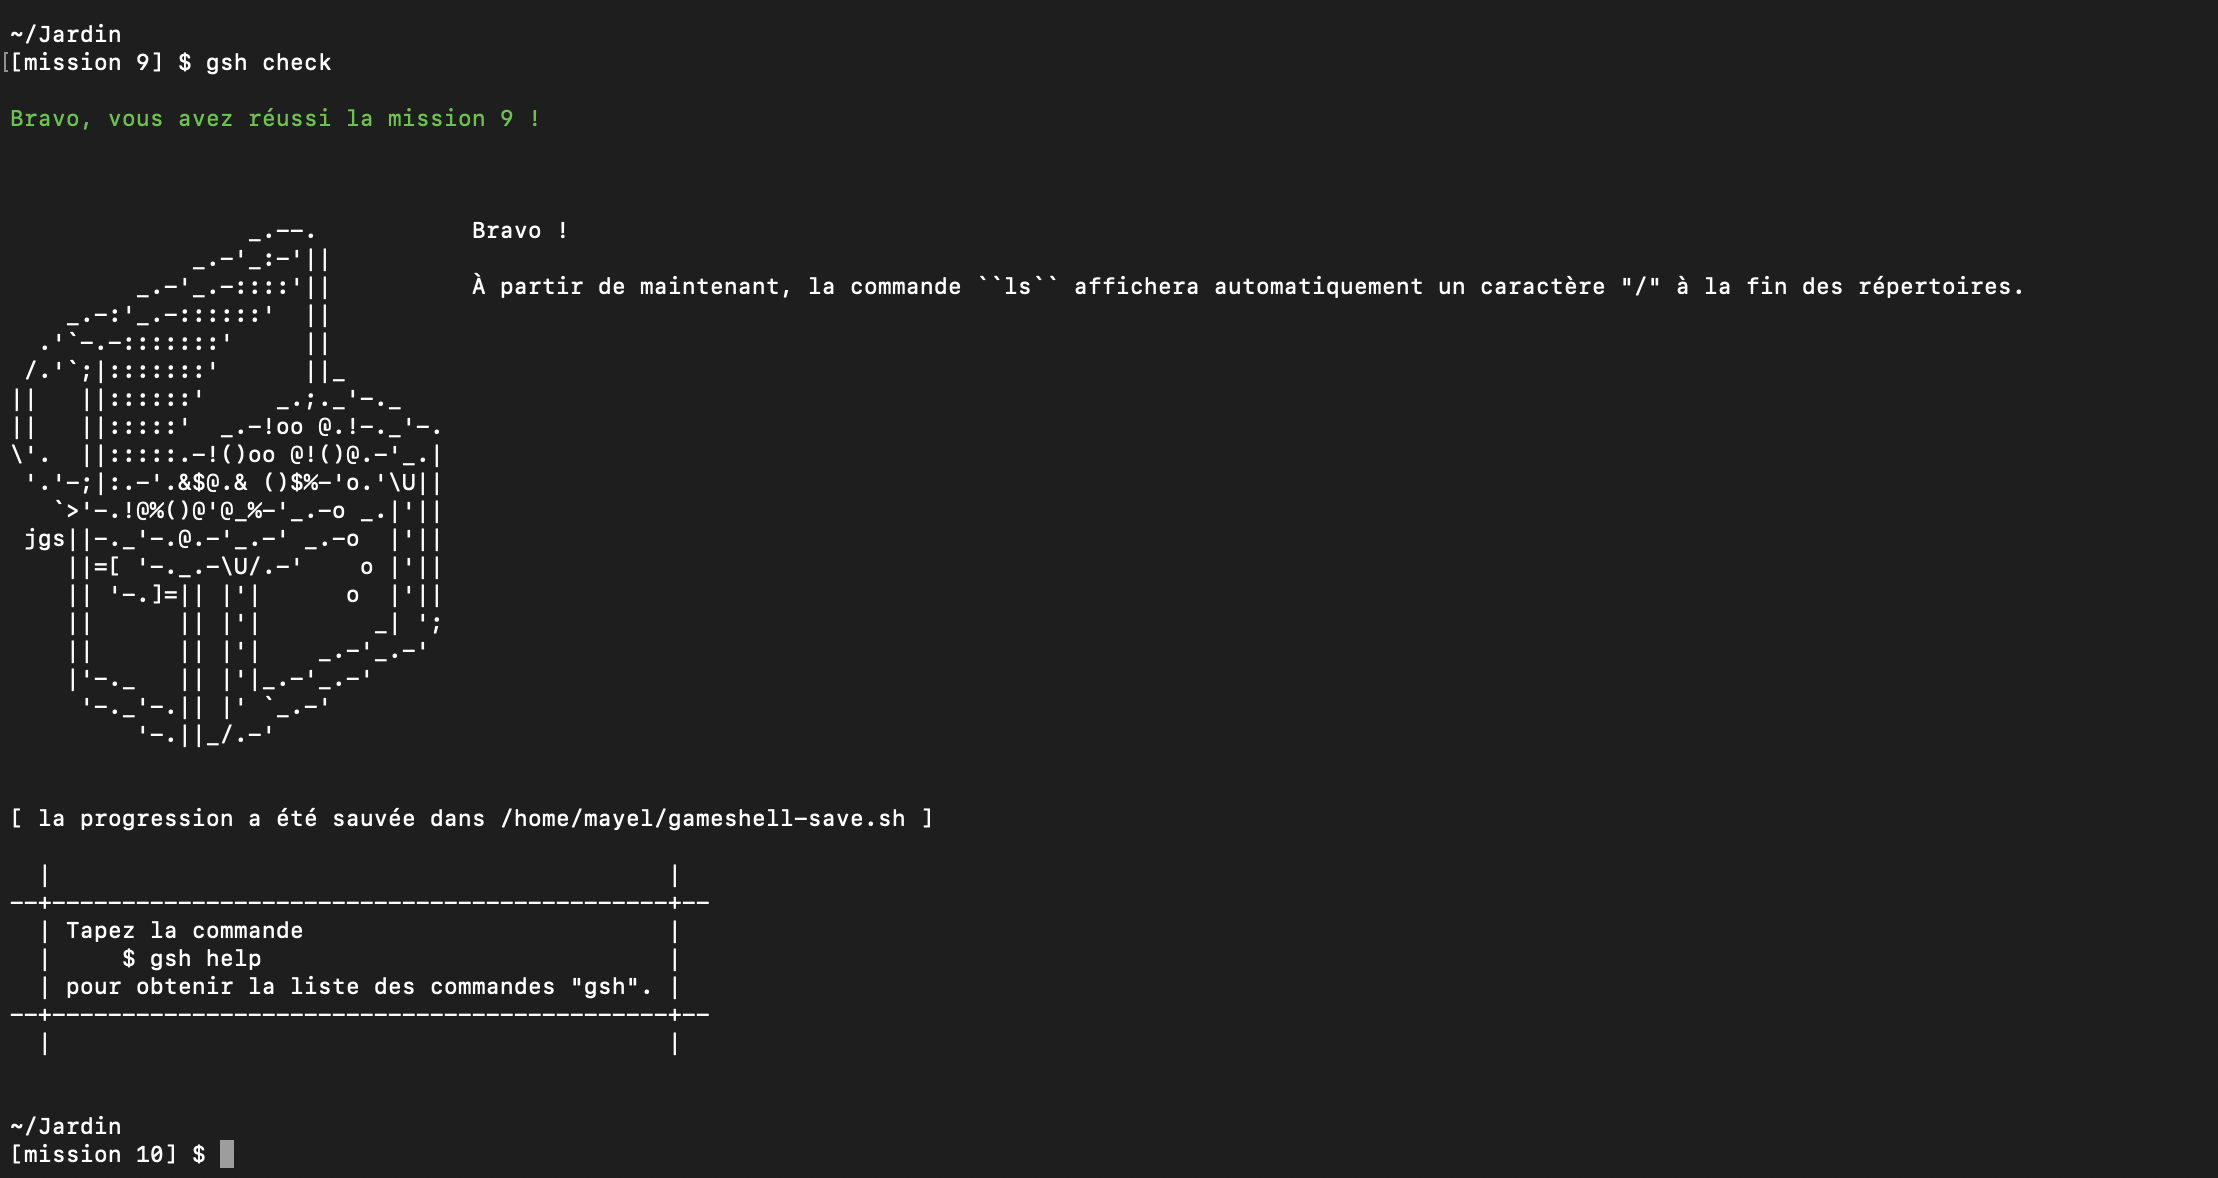 ~/Jardin
[[mission 9] $ gsh check
Bravo, vous avez réussi la mission 9 !
Bravo !
À partir de maintenant, la commande ``ls`` affichera automatiquement un caractère "/" à la fin des répertoires.
jgs
[ la progression a été sauvée dans /home/mayel/gameshell-save.sh ]
Tapez la commande
$ gsh help
pour obtenir la liste des commandes "gsh".
~/Jardin
[mission 10] $